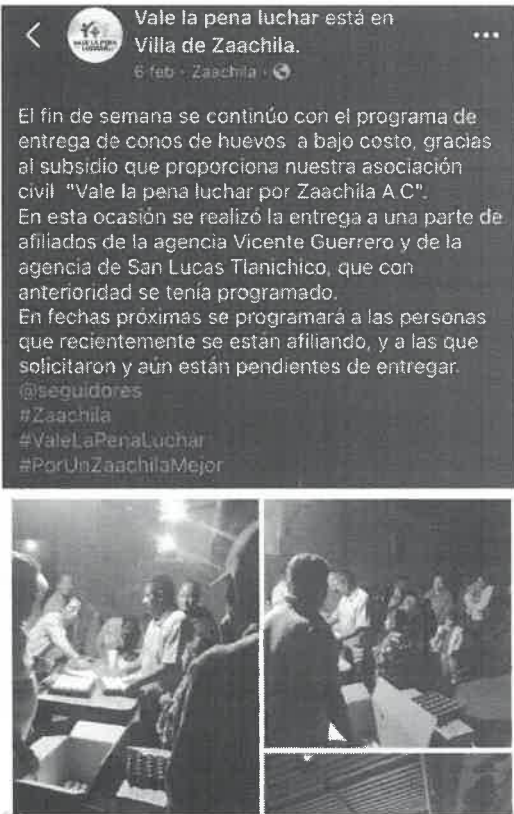 Vale la pena luchar está en
Villa de Zaachila.
6 feb · Zaachila
El fin de semana se continúo con el programa de
entrega de conos de huevos a bajo costo, gracias
al subsidio que proporciona nuestra asociación
civil "Vale la pena luchar por Zaachila A.C".
En esta ocasión se realizó la entrega a una parte de
afiliados de la agencia Vicente Guerrero y de la
agencia de San Lucas Tlanichico, que con
anterioridad se tenía programado.
En fechas próximas se programará a las personas
que recientemente se están afiliando, y a las que
solicitaron y aún están pendientes de entregar.
@seguidores
#Zaachila
#ValeLaPenaLuchar
#PorUnZaachilaMejor